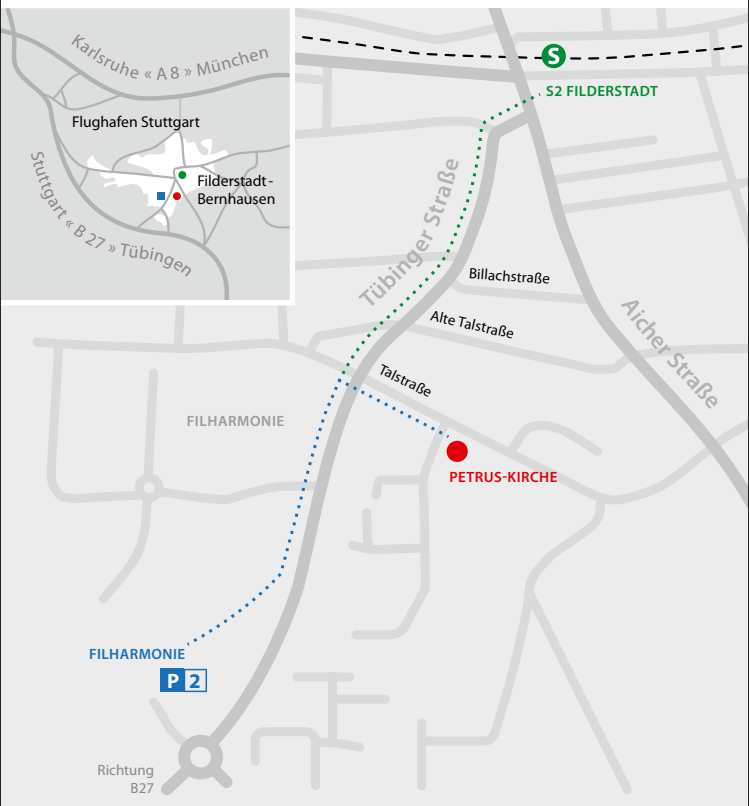 Karlsruhe « A 8 » München
Flughafen Stuttgart
Filderstadt-
Bernhausen
Stuttgart « B 27 » Tübingen
S
S2 FILDERSTADT
Tübinger Straße
Billachstraße
Alte Talstraße
Aicher Straße
Talstraße
FILHARMONIE
PETRUS-KIRCHE
FILHARMONIE
P 2
Richtung
B27